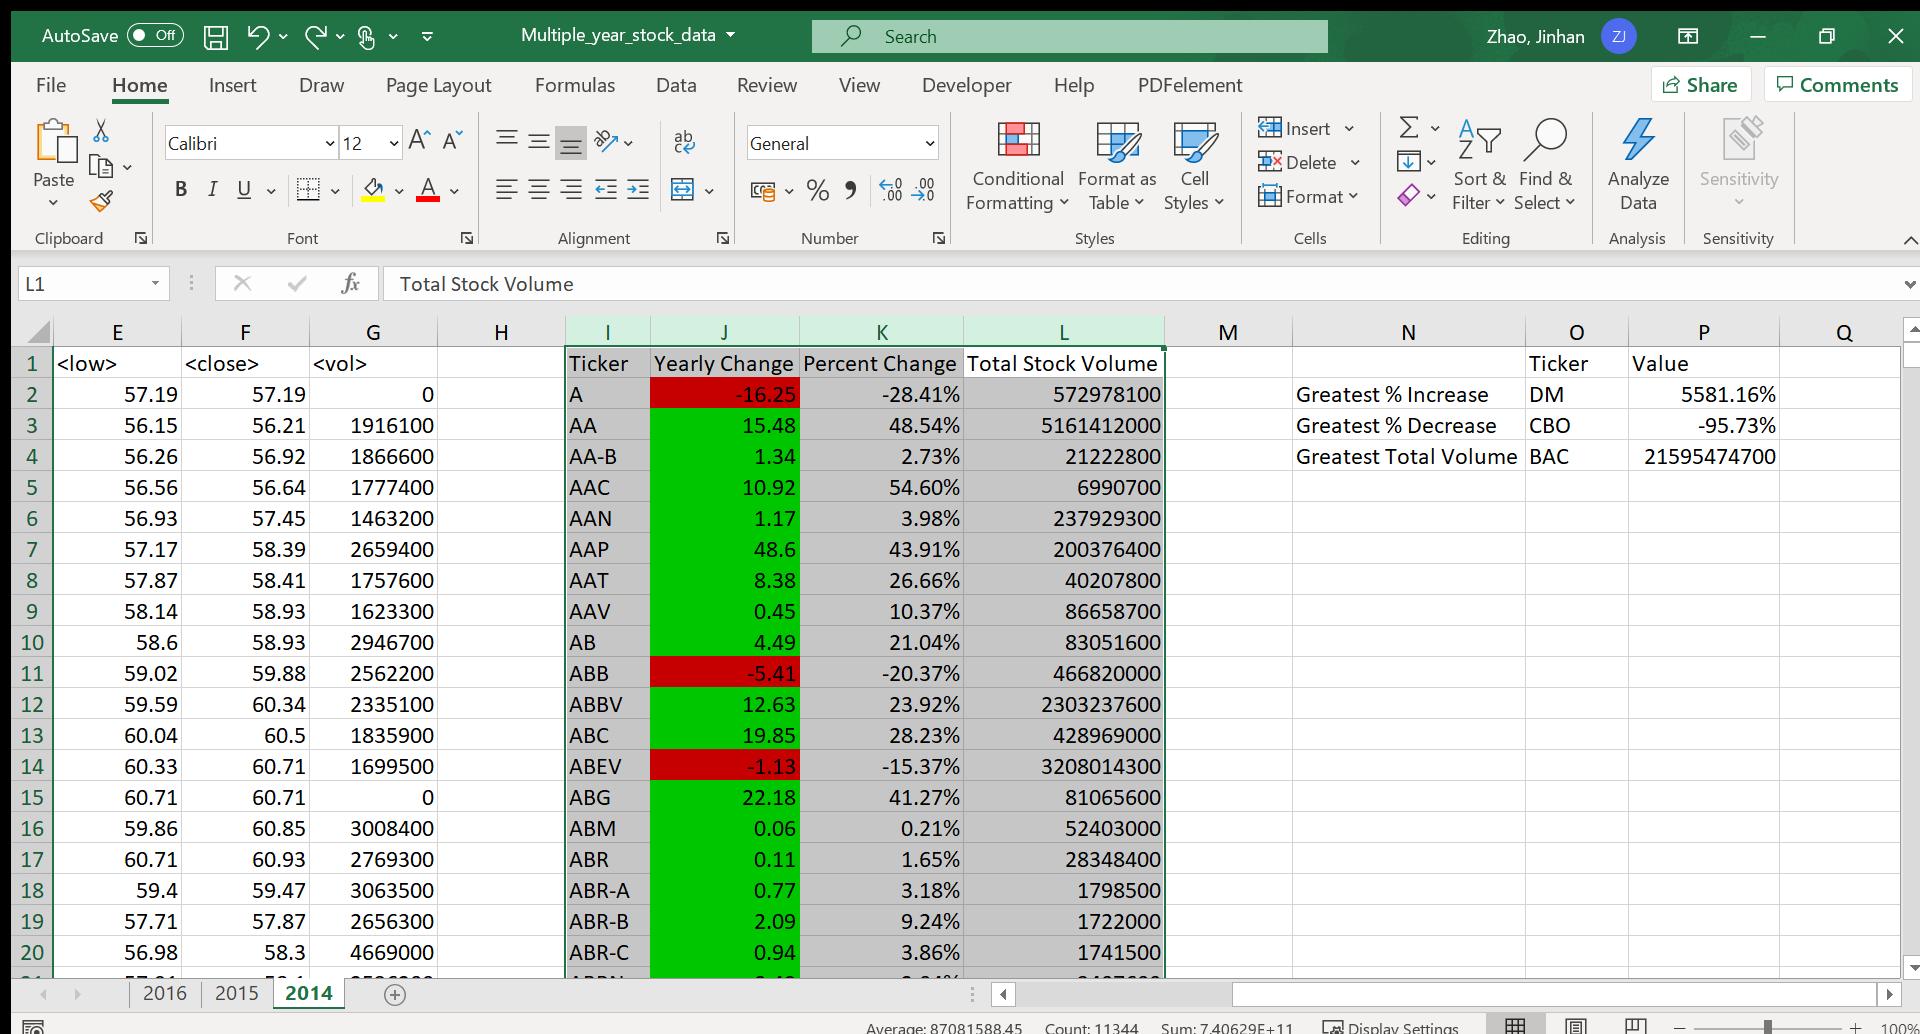 AutoSave Off Multiple_year_stock_data Search Zhao, Jinhan ZJ
File Home Insert Draw Page Layout Formulas Data Review View Developer Help PDFelement Share Comments
Paste Calibri 12 General Conditional Formatting Format as Table Cell Styles Insert Delete Format Sort & Filter Find & Select Analyze Data Sensitivity
Clipboard Font Alignment Number Styles Cells Editing Analysis Sensitivity
L1 fx Total Stock Volume
E F G H I J K L M N O P Q
1 <low> <close> <vol> Ticker Yearly Change Percent Change Total Stock Volume Ticker Value
2 57.19 57.19 0 A -16.25 -28.41% 572978100 Greatest % Increase DM 5581.16%
3 56.15 56.21 1916100 AA 15.48 48.54% 5161412000 Greatest % Decrease CBO -95.73%
4 56.26 56.92 1866600 AA-B 1.34 2.73% 21222800 Greatest Total Volume BAC 21595474700
5 56.56 56.64 1777400 AAC 10.92 54.60% 6990700
6 56.93 57.45 1463200 AAN 1.17 3.98% 237929300
7 57.17 58.39 2659400 AAP 48.6 43.91% 200376400
8 57.87 58.41 1757600 AAT 8.38 26.66% 40207800
9 58.14 58.93 1623300 AAV 0.45 10.37% 86658700
10 58.6 58.93 2946700 AB 4.49 21.04% 83051600
11 59.02 59.88 2562200 ABB -5.41 -20.37% 466820000
12 59.59 60.34 2335100 ABBV 12.63 23.92% 2303237600
13 60.04 60.5 1835900 ABC 19.85 28.23% 428969000
14 60.33 60.71 1699500 ABEV -1.13 -15.37% 3208014300
15 60.71 60.71 0 ABG 22.18 41.27% 81065600
16 59.86 60.85 3008400 ABM 0.06 0.21% 52403000
17 60.71 60.93 2769300 ABR 0.11 1.65% 28348400
18 59.4 59.47 3063500 ABR-A 0.77 3.18% 1798500
19 57.71 57.87 2656300 ABR-B 2.09 9.24% 1722000
20 56.98 58.3 4669000 ABR-C 0.94 3.86% 1741500
2016 2015 2014
Average: 87081588.45 Count: 11344 Sum: 7.40629E+11 Display Settings 100%